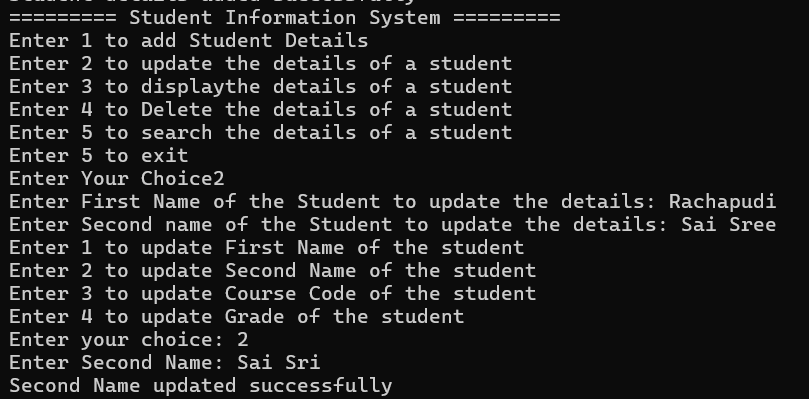 Student details added successfully
========= Student Information System =========
Enter 1 to add Student Details
Enter 2 to update the details of a student
Enter 3 to displaythe details of a student
Enter 4 to Delete the details of a student
Enter 5 to search the details of a student
Enter 5 to exit
Enter Your Choice2
Enter First Name of the Student to update the details: Rachapudi
Enter Second name of the Student to update the details: Sai Sree
Enter 1 to update First Name of the student
Enter 2 to update Second Name of the student
Enter 3 to update Course Code of the student
Enter 4 to update Grade of the student
Enter your choice: 2
Enter Second Name: Sai Sri
Second Name updated successfully